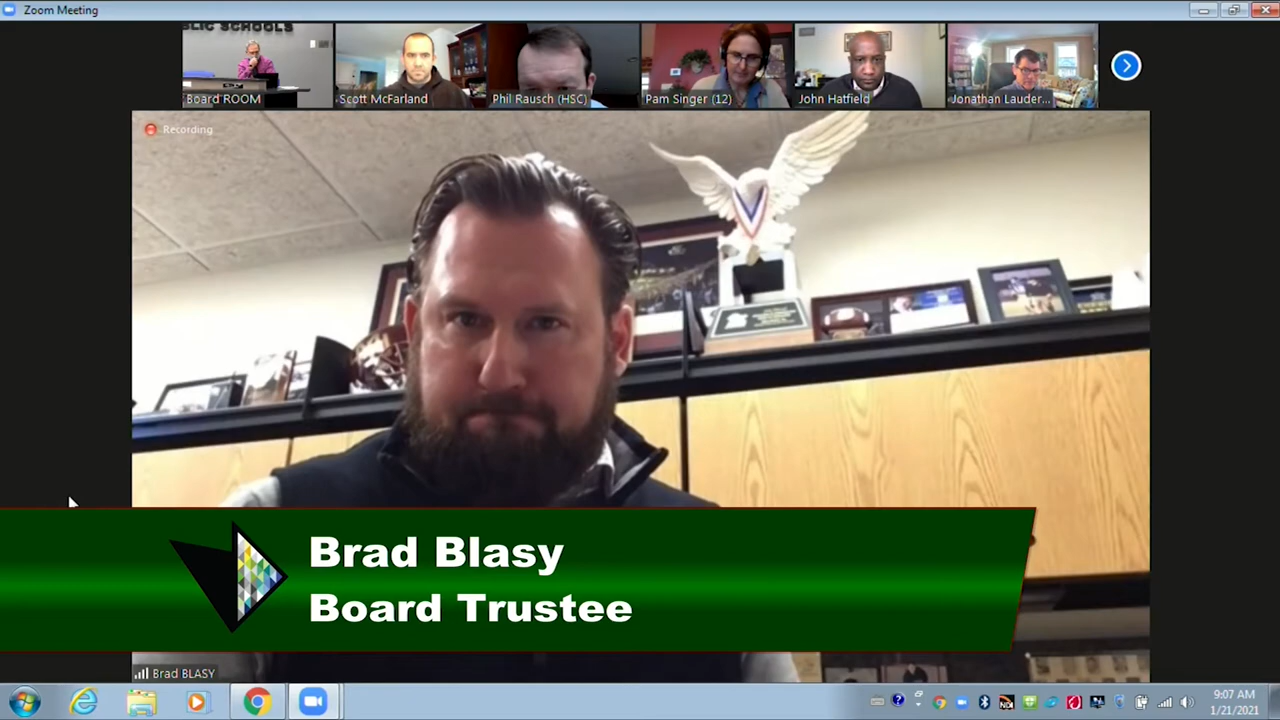 Zoom Meeting
BLIC SCHOOLS
Board ROOM
Scott McFarland
Phil Rausch (HSC)
Pam Singer (12)
John Hatfield
Jonathan Lauder...
Recording
Brad Blasy
Board Trustee
Brad BLASY
9:07 AM
1/21/2021